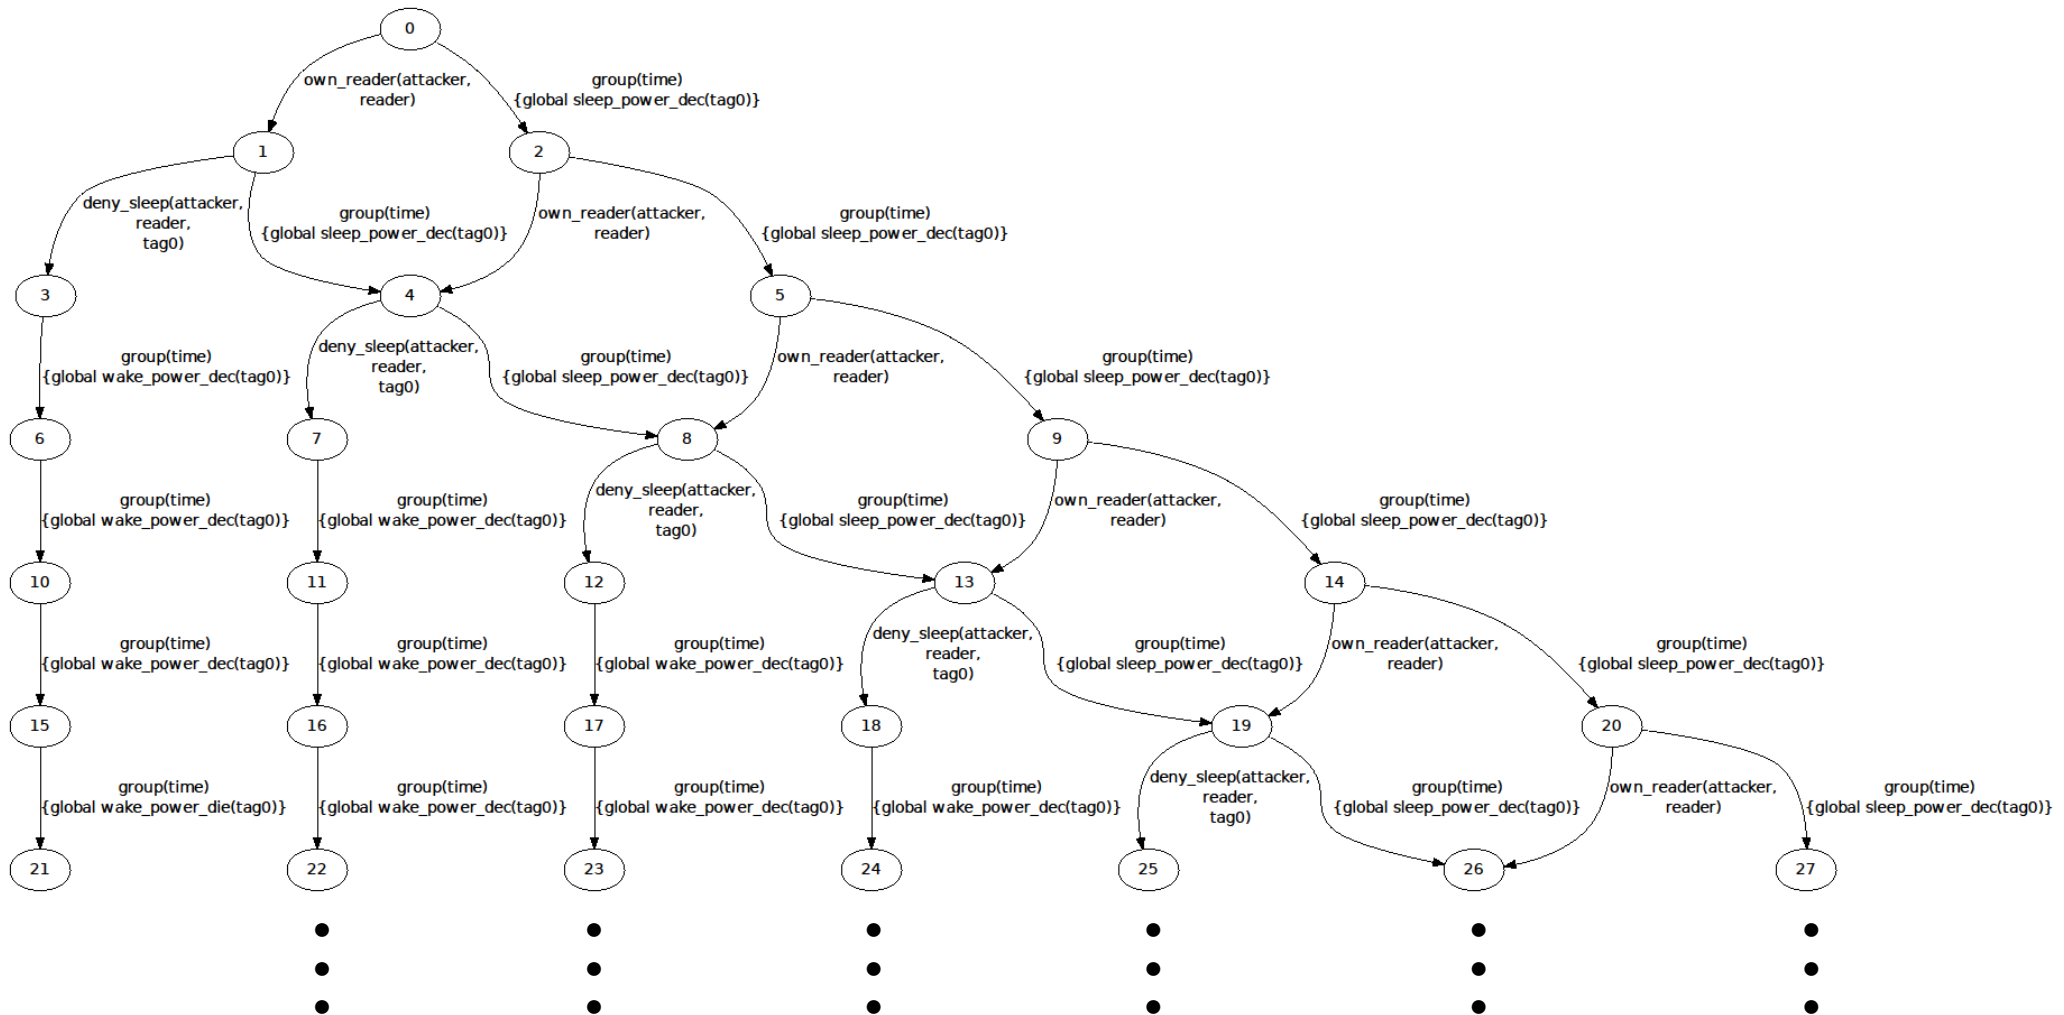 0
own_reader(attacker,
reader)
group(time)
{global sleep_power_dec(tag0)}
1
2
deny_sleep(attacker,
reader,
tag0)
group(time)
{global sleep_power_dec(tag0)}
own_reader(attacker,
reader)
group(time)
{global sleep_power_dec(tag0)}
3
4
5
group(time)
{global wake_power_dec(tag0)}
deny_sleep(attacker,
reader,
tag0)
group(time)
{global sleep_power_dec(tag0)}
own_reader(attacker,
reader)
group(time)
{global sleep_power_dec(tag0)}
6
7
8
9
group(time)
{global wake_power_dec(tag0)}
group(time)
{global wake_power_dec(tag0)}
deny_sleep(attacker,
reader,
tag0)
group(time)
{global sleep_power_dec(tag0)}
own_reader(attacker,
reader)
group(time)
{global sleep_power_dec(tag0)}
10
11
12
13
14
group(time)
{global wake_power_dec(tag0)}
group(time)
{global wake_power_dec(tag0)}
group(time)
{global wake_power_dec(tag0)}
deny_sleep(attacker,
reader,
tag0)
group(time)
{global sleep_power_dec(tag0)}
own_reader(attacker,
reader)
group(time)
{global sleep_power_dec(tag0)}
15
16
17
18
19
20
group(time)
{global wake_power_die(tag0)}
group(time)
{global wake_power_dec(tag0)}
group(time)
{global wake_power_dec(tag0)}
group(time)
{global wake_power_dec(tag0)}
deny_sleep(attacker,
reader,
tag0)
group(time)
{global sleep_power_dec(tag0)}
own_reader(attacker,
reader)
group(time)
{global sleep_power_dec(tag0)}
21
22
23
24
25
26
27